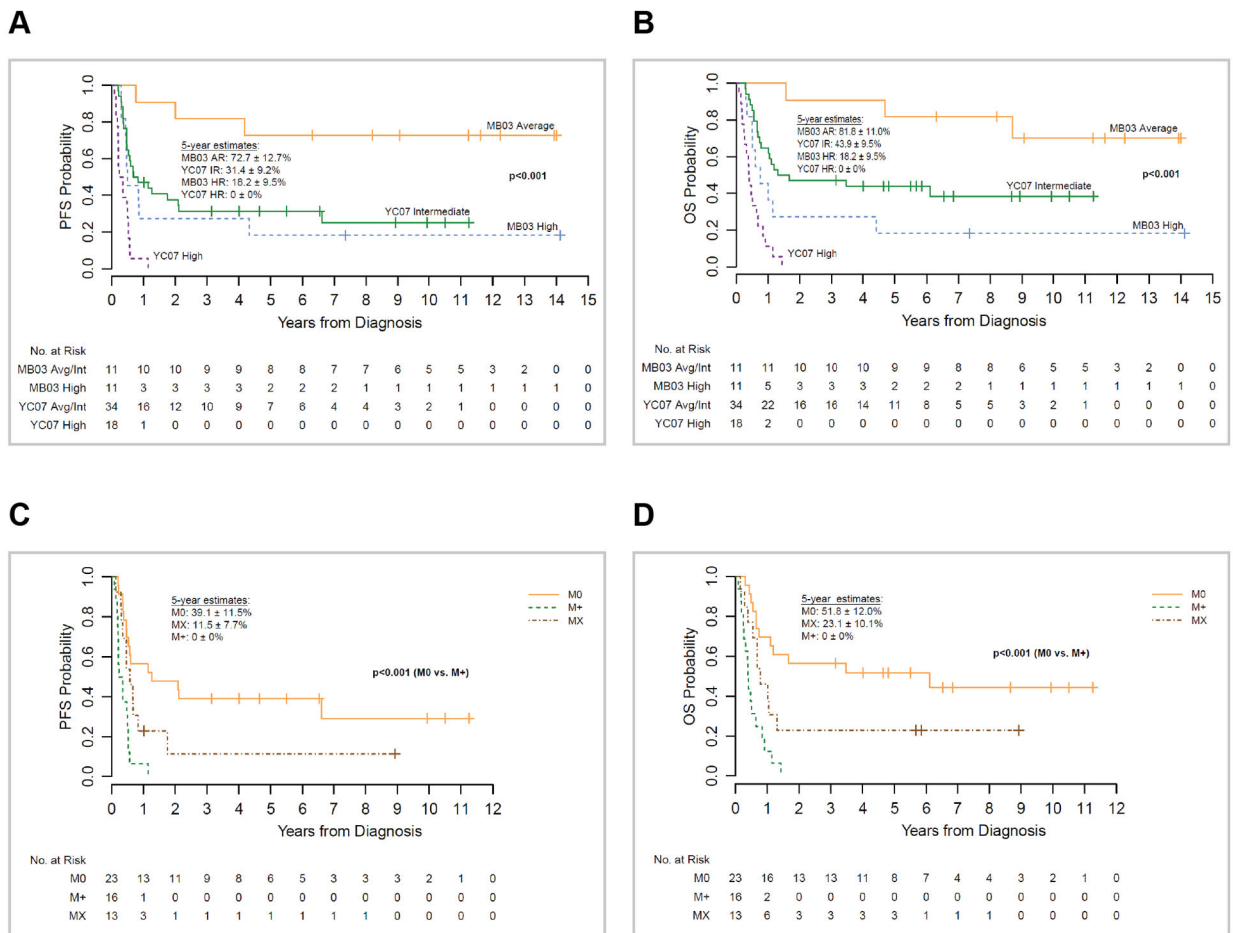 A
PFS Probability
1.0
0.8
0.6
0.4
0.2
0.0
5-year estimates:
MB03 AR: 72.7 ± 12.7%
YC07 IR: 31.4 ± 9.2%
MB03 HR: 18.2 ± 9.5%
YC07 HR: 0 ± 0%
MB03 Average
p<0.001
YC07 Intermediate
MB03 High
YC07 High
0 1 2 3 4 5 6 7 8 9 10 11 12 13 14 15
Years from Diagnosis
No. at Risk
MB03 Avg/Int 11 10 10 9 9 8 8 7 7 6 5 5 3 2 0 0
MB03 High 11 3 3 3 3 2 2 2 1 1 1 1 1 1 1 0
YC07 Avg/Int 34 16 12 10 9 7 6 4 4 3 2 1 0 0 0 0
YC07 High 18 1 0 0 0 0 0 0 0 0 0 0 0 0 0 0
B
OS Probability
1.0
0.8
0.6
0.4
0.2
0.0
5-year estimates:
MB03 AR: 81.8 ± 11.0%
YC07 IR: 43.9 ± 9.5%
MB03 HR: 18.2 ± 9.5%
YC07 HR: 0 ± 0%
MB03 Average
p<0.001
YC07 Intermediate
MB03 High
YC07 High
0 1 2 3 4 5 6 7 8 9 10 11 12 13 14 15
Years from Diagnosis
No. at Risk
MB03 Avg/Int 11 11 10 10 10 9 9 8 8 6 5 5 3 2 0 0
MB03 High 11 5 3 3 3 2 2 2 1 1 1 1 1 1 1 0
YC07 Avg/Int 34 22 16 16 14 11 8 5 5 3 2 1 0 0 0 0
YC07 High 18 2 0 0 0 0 0 0 0 0 0 0 0 0 0 0
C
PFS Probability
1.0
0.8
0.6
0.4
0.2
0.0
5-year estimates:
M0: 39.1 ± 11.5%
MX: 11.5 ± 7.7%
M+: 0 ± 0%
M0
M+
MX
p<0.001 (M0 vs. M+)
0 1 2 3 4 5 6 7 8 9 10 11 12
Years from Diagnosis
No. at Risk
M0 23 13 11 9 8 6 5 3 3 3 2 1 0
M+ 16 1 0 0 0 0 0 0 0 0 0 0 0
MX 13 3 1 1 1 1 1 1 1 0 0 0 0
D
OS Probability
1.0
0.8
0.6
0.4
0.2
0.0
5-year estimates:
M0: 51.8 ± 12.0%
MX: 23.1 ± 10.1%
M+: 0 ± 0%
M0
M+
MX
p<0.001 (M0 vs. M+)
0 1 2 3 4 5 6 7 8 9 10 11 12
Years from Diagnosis
No. at Risk
M0 23 16 13 13 11 8 7 4 4 3 2 1 0
M+ 16 2 0 0 0 0 0 0 0 0 0 0 0
MX 13 6 3 3 3 3 1 1 1 0 0 0 0